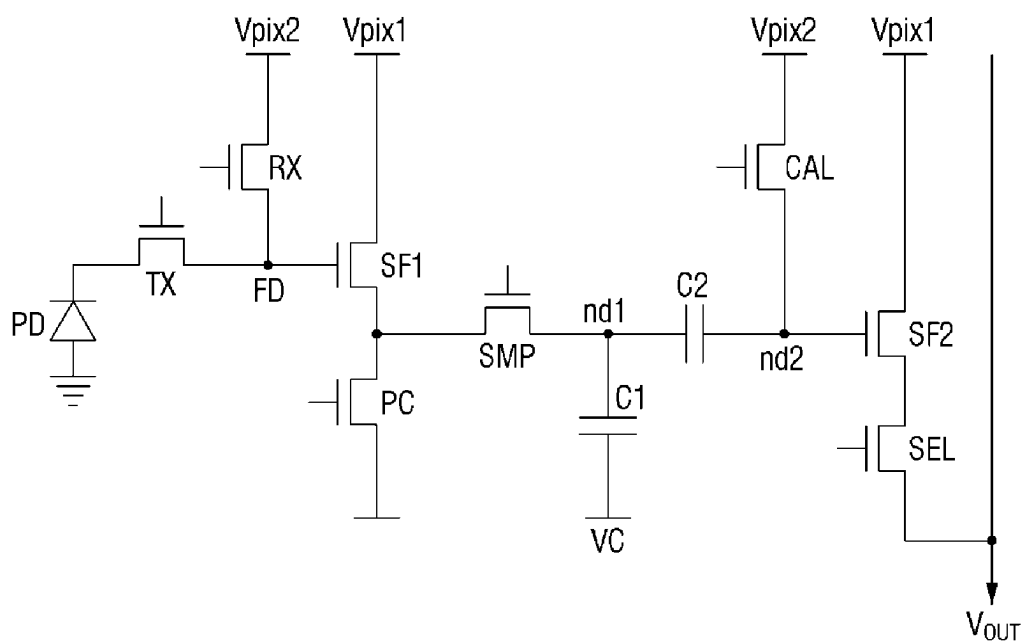 Vpix2 Vpix1 Vpix2 Vpix1
RX CAL
TX FD SF1
PD
nd1 C2
SMP nd2 SF2
PC C1 SEL
VC
VOUT